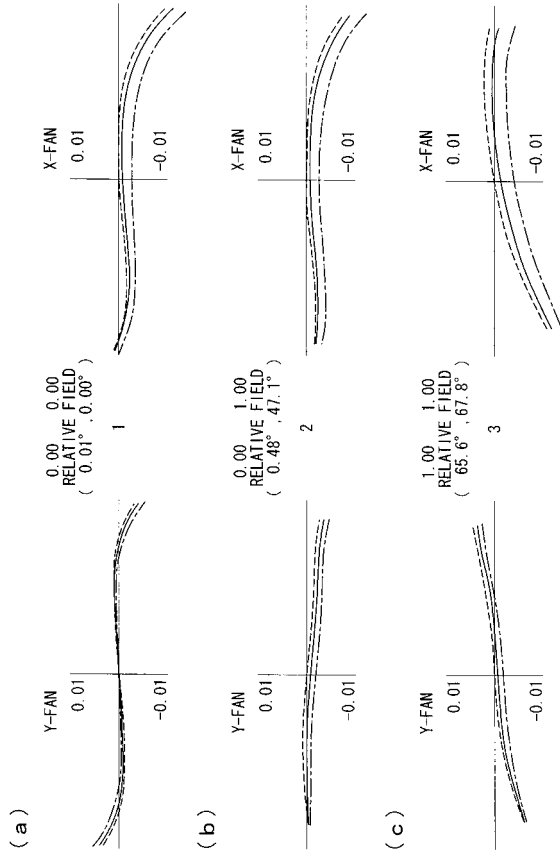 (a)
Y-FAN
0.01
-0.01
0.00 0.00
RELATIVE FIELD
( 0.01° , 0.00° )
1
X-FAN
0.01
-0.01
(b)
0.01
-0.01
0.00 1.00
RELATIVE FIELD
( 0.48° , 47.1° )
2
X-FAN
0.01
-0.01
(c)
Y-FAN
0.01
-0.01
1.00 1.00
RELATIVE FIELD
( 65.6° , 67.8° )
3
X-FAN
0.01
-0.01